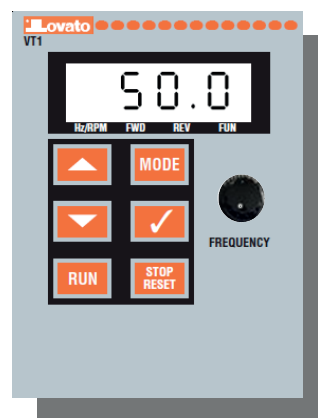 Lovato
VT1
50.0
Hz/RPM FWD REV FUN
MODE
FREQUENCY
RUN STOP RESET